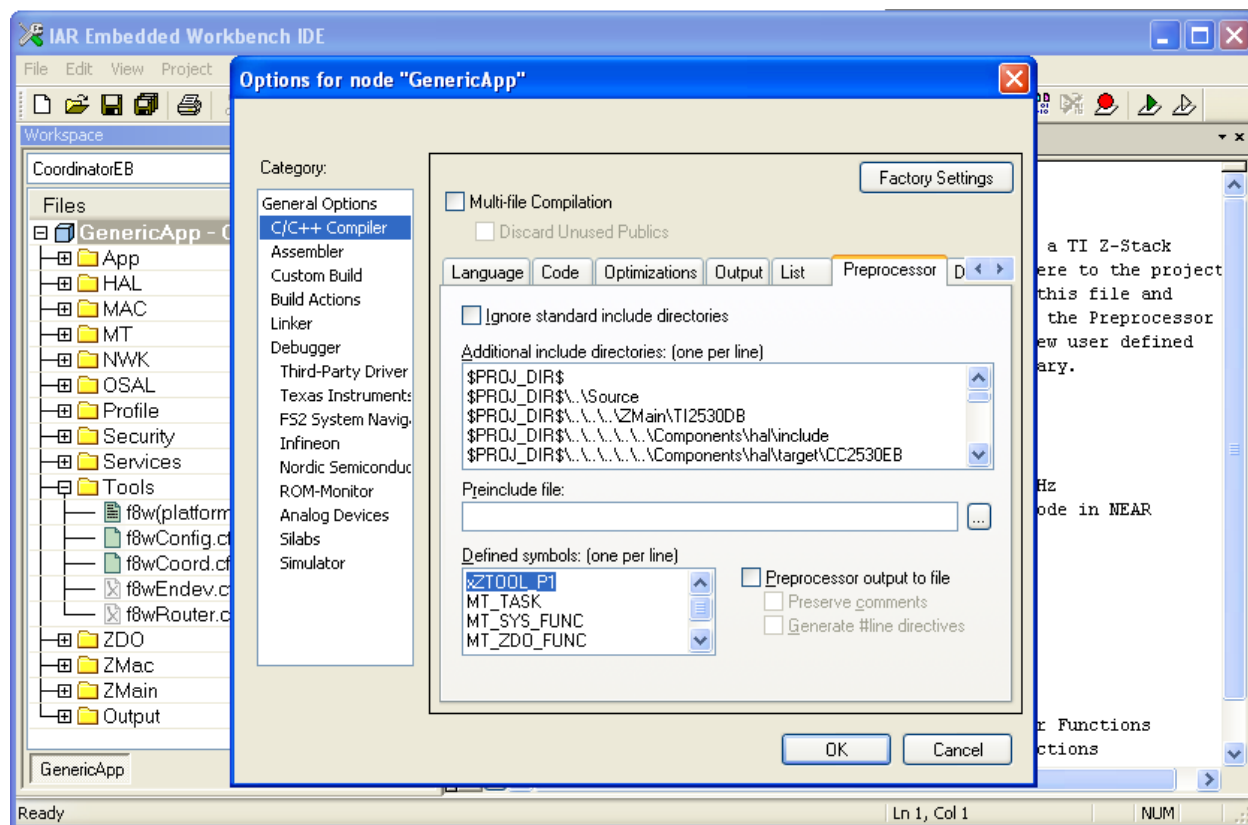 IAR Embedded Workbench IDE
File Edit View Project
Options for node "GenericApp"
Workspace
CoordinatorEB
Files
GenericApp -
App
HAL
MAC
MT
NWK
OSAL
Profile
Security
Services
Tools
f8w(platform
f8wConfig.cf
f8wCoord.cf
f8wEndev.c
f8wRouter.c
ZDO
ZMac
ZMain
Output
GenericApp
Category:
General Options
C/C++ Compiler
Assembler
Custom Build
Build Actions
Linker
Debugger
Third-Party Driver
Texas Instruments
FS2 System Navig
Infineon
Nordic Semiconduc
ROM-Monitor
Analog Devices
Silabs
Simulator
Factory Settings
Multi-file Compilation
Discard Unused Publics
Language Code Optimizations Output List Preprocessor D
Ignore standard include directories
Additional include directories: (one per line)
$PROJ_DIR$
$PROJ_DIR$\..\Source
$PROJ_DIR$\..\..\..\ZMain\TI2530DB
$PROJ_DIR$\..\..\..\..\..\Components\hal\include
$PROJ_DIR$\..\..\..\..\..\Components\hal\target\CC2530EB
Preinclude file:
...
Defined symbols: (one per line)
xZTOOL_P1
MT_TASK
MT_SYS_FUNC
MT_ZDO_FUNC
Preprocessor output to file
Preserve comments
Generate #line directives
OK Cancel
a TI Z-Stack
ere to the project
this file and
the Preprocessor
ew user defined
ary.
Hz
ode in NEAR
r Functions
ctions
Ready
Ln 1, Col 1
NUM